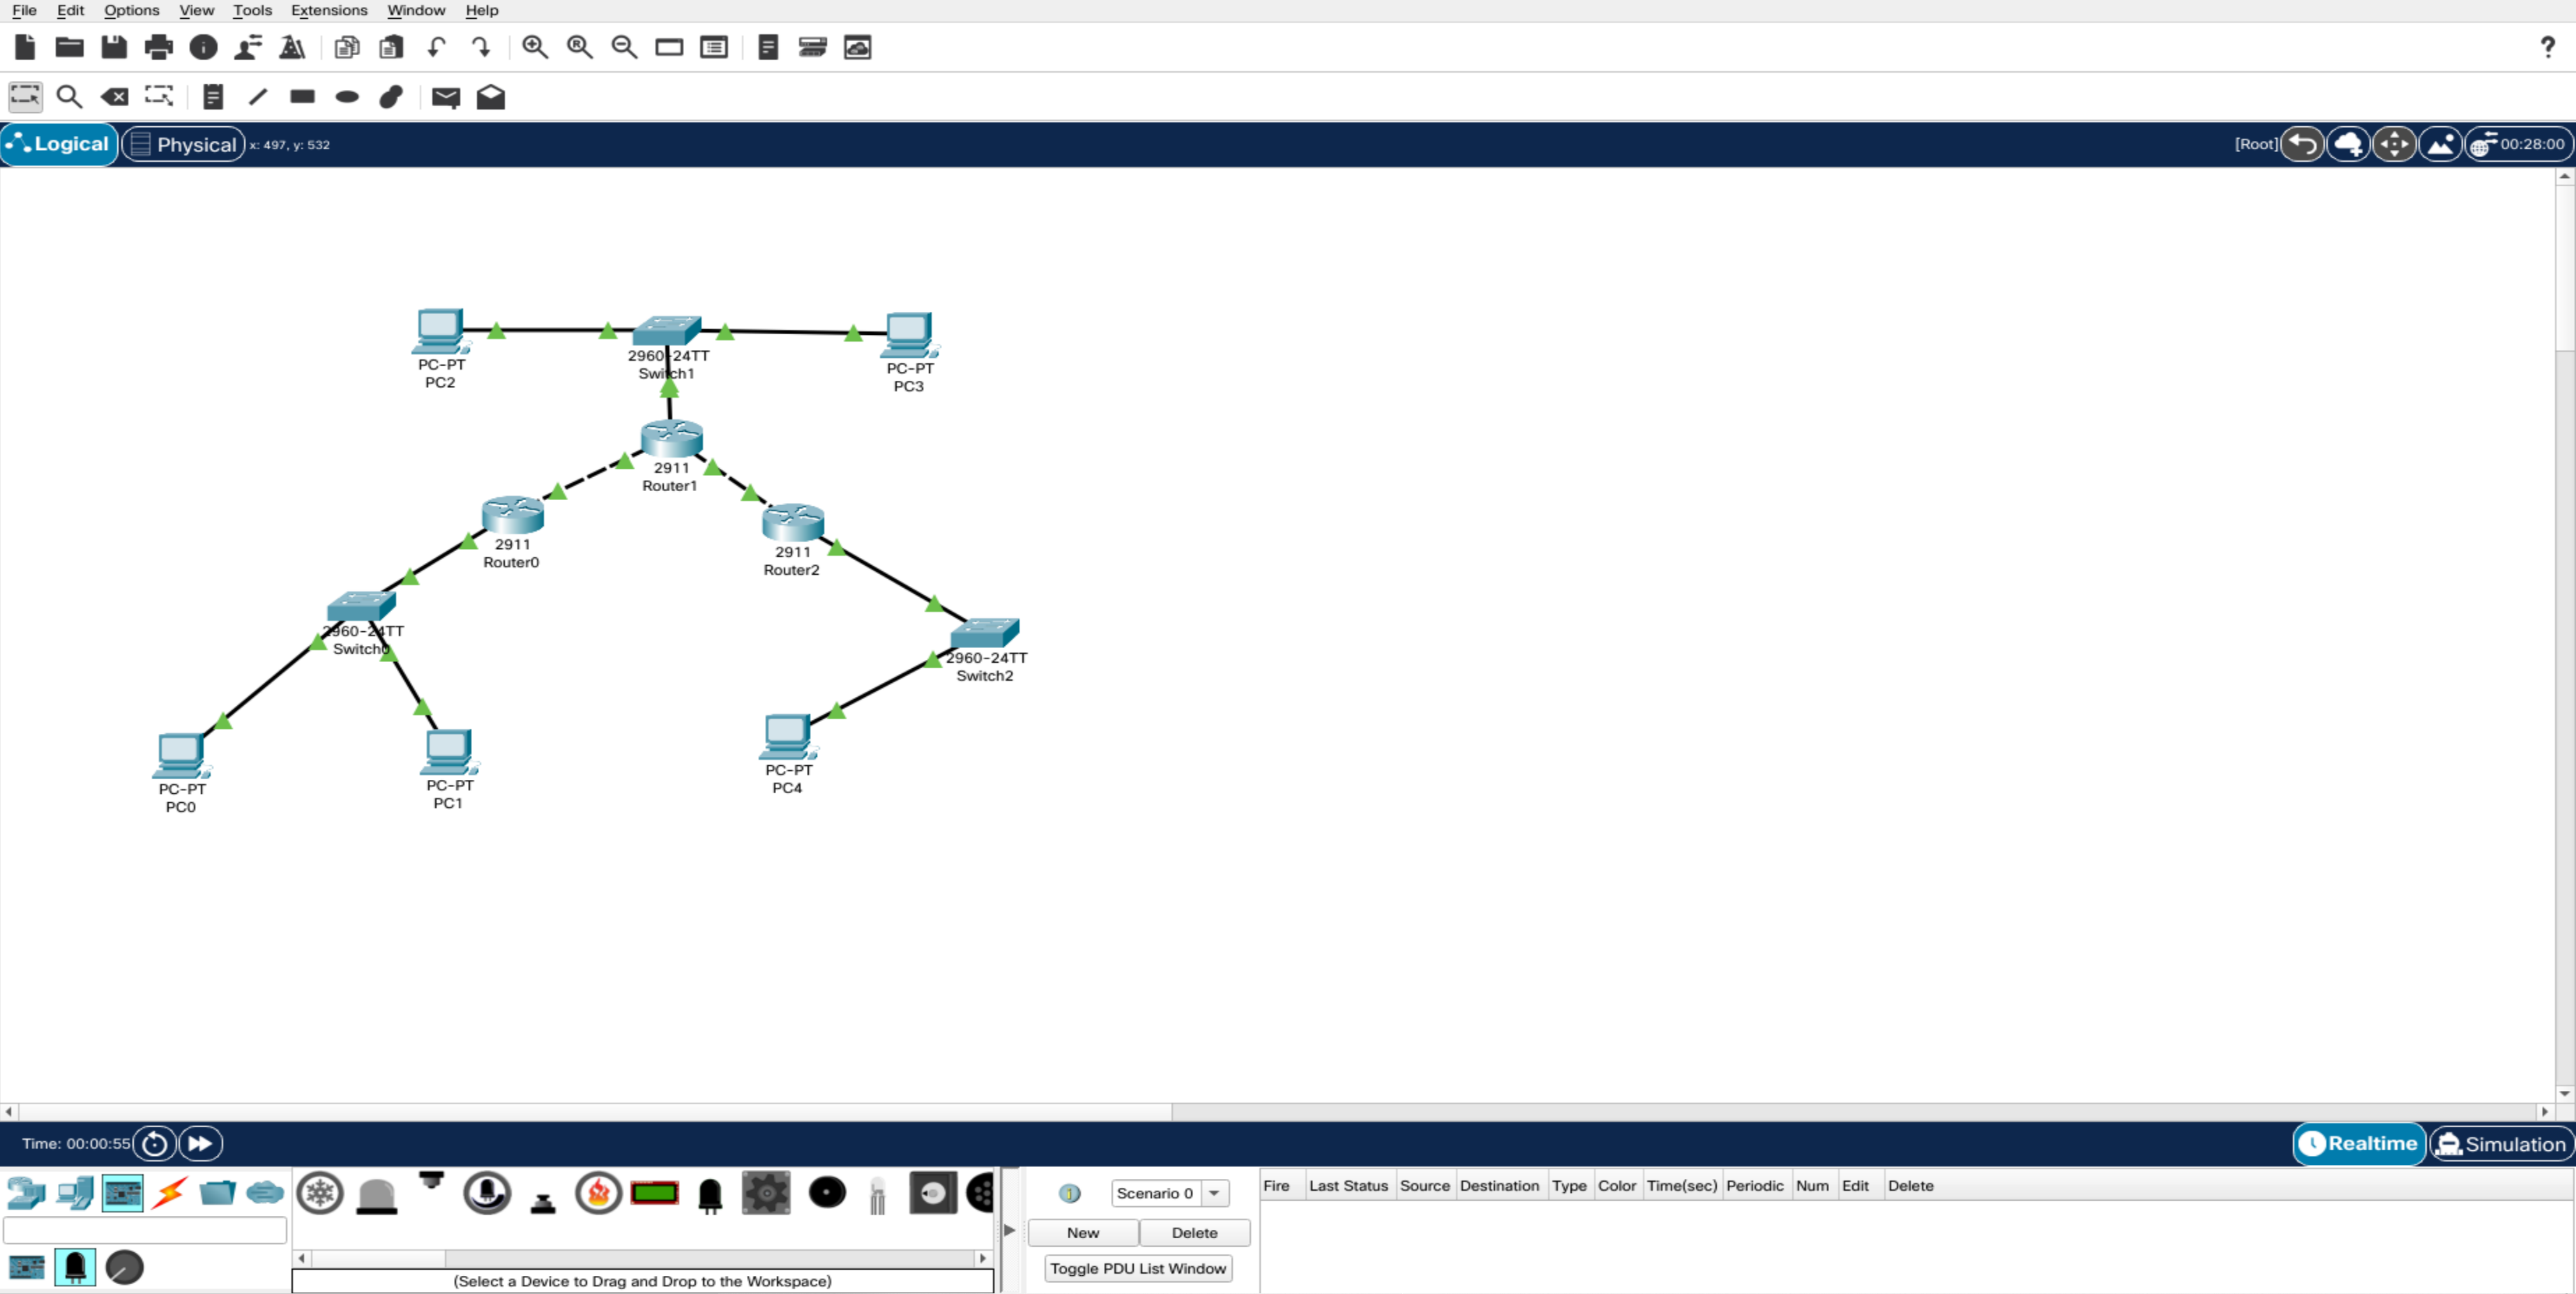 File Edit Options View Tools Extensions Window Help
?
Logical Physical x: 497, y: 532 [Root] 00:28:00
PC-PT
PC2
2960-24TT
Switch1
PC-PT
PC3
2911
Router1
2911
Router0
2911
Router2
2960-24TT
Switch0
2960-24TT
Switch2
PC-PT
PC0
PC-PT
PC1
PC-PT
PC4
Time: 00:00:55 Realtime Simulation
Scenario 0
New Delete
Toggle PDU List Window
Fire Last Status Source Destination Type Color Time(sec) Periodic Num Edit Delete
(Select a Device to Drag and Drop to the Workspace)